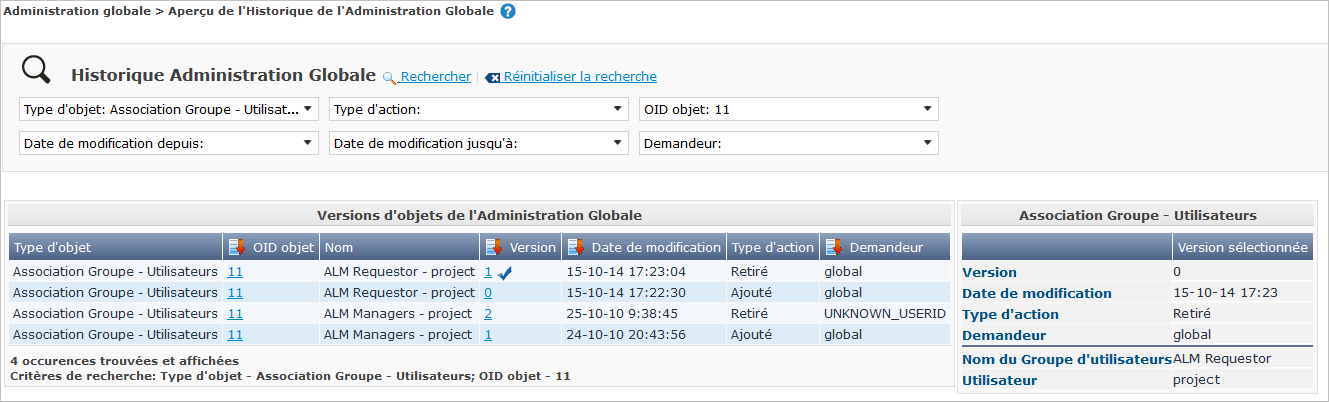 Administration globale > Aperçu de l'Historique de l'Administration Globale ?
Historique Administration Globale Rechercher | Réinitialiser la recherche
Type d'objet: Association Groupe - Utilisat... Type d'action: OID objet: 11
Date de modification depuis: Date de modification jusqu'à: Demandeur:
Versions d'objets de l'Administration Globale
Type d'objet OID objet Nom Version Date de modification Type d'action Demandeur
Association Groupe - Utilisateurs 11 ALM Requestor - project 1 15-10-14 17:23:04 Retiré global
Association Groupe - Utilisateurs 11 ALM Requestor - project 0 15-10-14 17:22:30 Ajouté global
Association Groupe - Utilisateurs 11 ALM Managers - project 2 25-10-10 9:38:45 Retiré UNKNOWN_USERID
Association Groupe - Utilisateurs 11 ALM Managers - project 1 24-10-10 20:43:56 Ajouté global
4 occurences trouvées et affichées
Critères de recherche: Type d'objet - Association Groupe - Utilisateurs; OID objet - 11
Association Groupe - Utilisateurs
Version sélectionnée
Version 0
Date de modification 15-10-14 17:23
Type d'action Retiré
Demandeur global
Nom du Groupe d'utilisateurs ALM Requestor
Utilisateur project